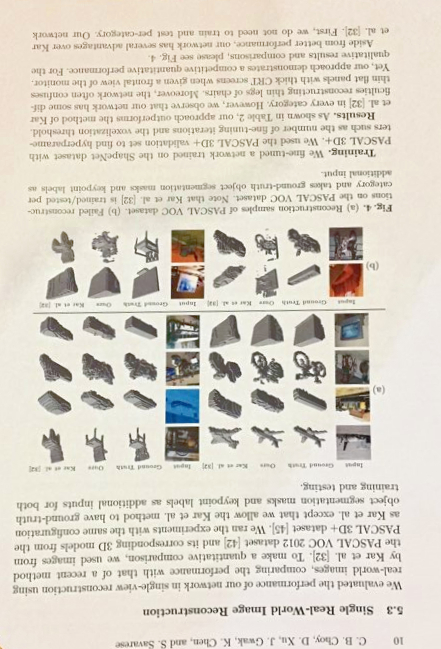 10 C. B. Choy, D. Xu, J. Gwak, K. Chen, and S. Savarese
5.3 Single Real-World Image Reconstruction
We evaluated the performance of our network in single-view reconstruction using
real-world images, comparing the performance with that of a recent method
by Kar et al. [32]. To make a quantitative comparison, we used images from
the PASCAL VOC 2012 dataset [42] and its corresponding 3D models from the
PASCAL 3D+ dataset [45]. We ran the experiments with the same configuration
as Kar et al. except that we allow the Kar et al. method to have ground-truth
object segmentation masks and keypoint labels as additional inputs for both
training and testing.
Input Ground Truth Ours Kar et al. [32] Input Ground Truth Ours Kar et al. [32]
(a)
Input Ground Truth Ours Kar et al. [32] Input Ground Truth Ours Kar et al. [32]
(b)
Fig. 4. (a) Reconstruction samples of PASCAL VOC dataset. (b) Failed reconstruc-
tions on the PASCAL VOC dataset. Note that Kar et al. [32] is trained/tested per
category and takes ground-truth object segmentation masks and keypoint labels as
additional input.
Training. We fine-tuned a network trained on the ShapeNet dataset with
PASCAL 3D+. We used the PASCAL 3D+ validation set to find hyperparame-
ters such as the number of fine-tuning iterations and the voxelization threshold.
Results. As shown in Table 2, our approach outperforms the method of Kar
et al. [32] in every category. However, we observe that our network has some dif-
ficulties reconstructing thin legs of chairs. Moreover, the network often confuses
thin flat panels with thick CRT screens when given a frontal view of the monitor.
Yet, our approach demonstrates a competitive quantitative performance. For the
qualitative results and comparisons, please see Fig. 4.
Aside from better performance, our network has several advantages over Kar
et al. [32]. First, we do not need to train and test per-category. Our network